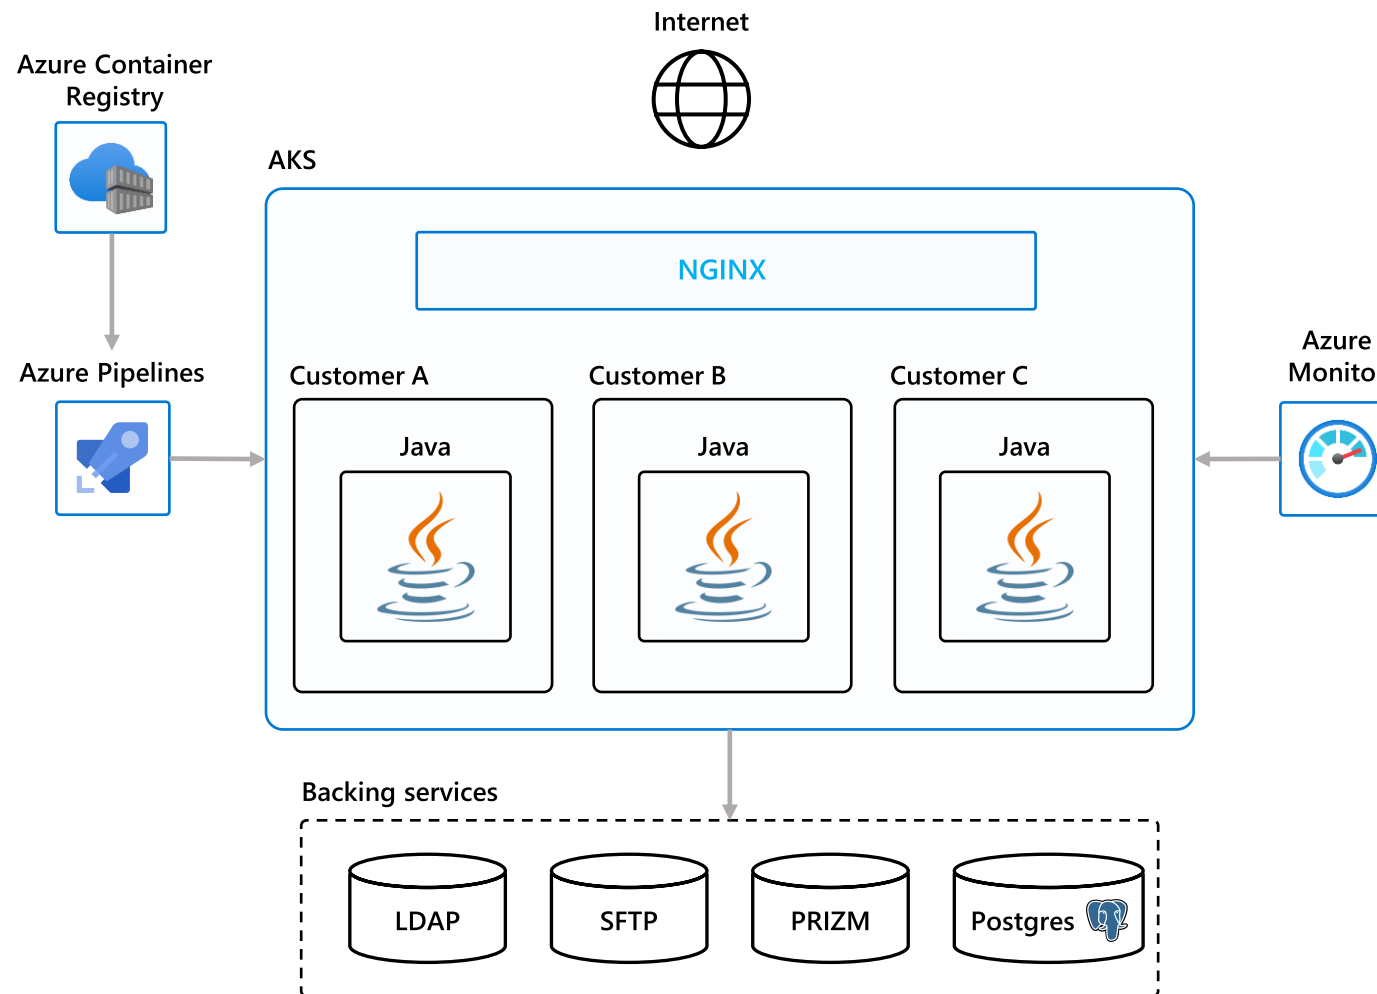 Internet
Azure Container
Registry
AKS
NGINX
Azure
Monito
Azure Pipelines
Customer A
Customer B
Customer C
Java
Java
Java
Backing services
LDAP
SFTP
PRIZM
Postgres